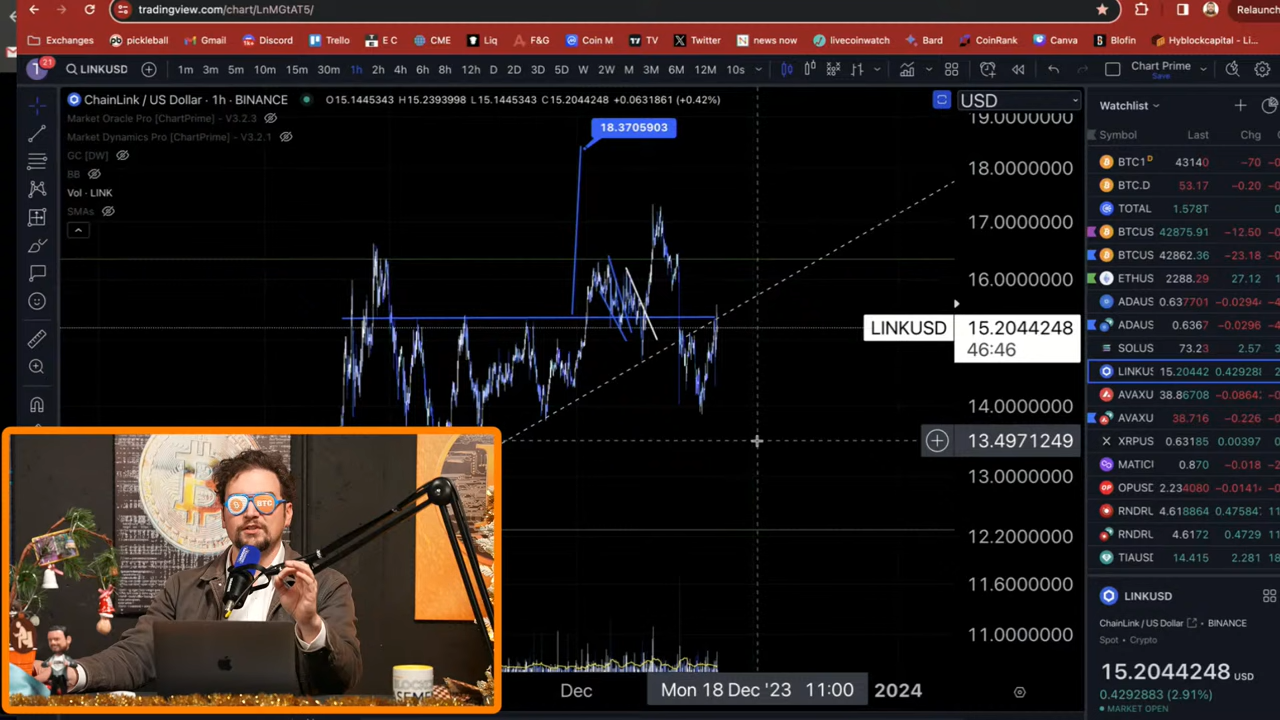 tradingview.com/chart/LnMGtAT5/
Relaunch
Exchanges pickleball Gmail Discord Trello E C CME Liq F&G Coin M TV Twitter news now livecoinwatch Bard CoinRank Canva Blofin Hyblockcapital - Li...
21
LINKUSD 1m 3m 5m 10m 15m 30m 1h 2h 4h 6h 8h 12H D 2D 3D 5D W 2W M 3M 6M 12M 10s Chart Prime
Save
ChainLink / US Dollar · 1h · BINANCE O15.1445343 H15.2393998 L15.1445343 C15.2044248 +0.0631861 (+0.42%)
USD
Market Oracle Pro [ChartPrime] - V3.2.3
Market Dynamics Pro [ChartPrime] - V3.2.1
GC [DW]
BB
Vol · LINK
SMAs
18.3705903
19.0000000
18.0000000
17.0000000
16.0000000
LINKUSD 15.2044248
46:46
14.0000000
13.4971249
13.0000000
12.2000000
11.6000000
11.0000000
Dec Mon 18 Dec '23 11:00 2024
Watchlist
Symbol Last Chg
BTC1 D 43140 -70
BTC.D 53.17 -0.20
TOTAL 1.578T
BTCUS 42875.91 -12.50
BTCUS 42862.36 -23.18
ETHUS 2288.29 27.12
ADAUS 0.637701 -0.0294
ADAUS 0.6367 -0.0296
SOLUS 73.23 2.57
LINKUS 15.20442 0.429288
AVAXU 38.86708 -0.0864
AVAXU 38.716 -0.226
XRPUS 0.63185 0.00397
MATICU 0.870 -0.018
OPUSD 2.234080 -0.0141
RNDRL 4.618864 0.475744
RNDRL 4.61 0.4729
TIAUSD 14.415 2.281
LINKUSD
ChainLink / US Dollar BINANCE
Spot · Crypto
15.2044248 USD
0.4292883 (2.91%)
MARKET OPEN
BTC